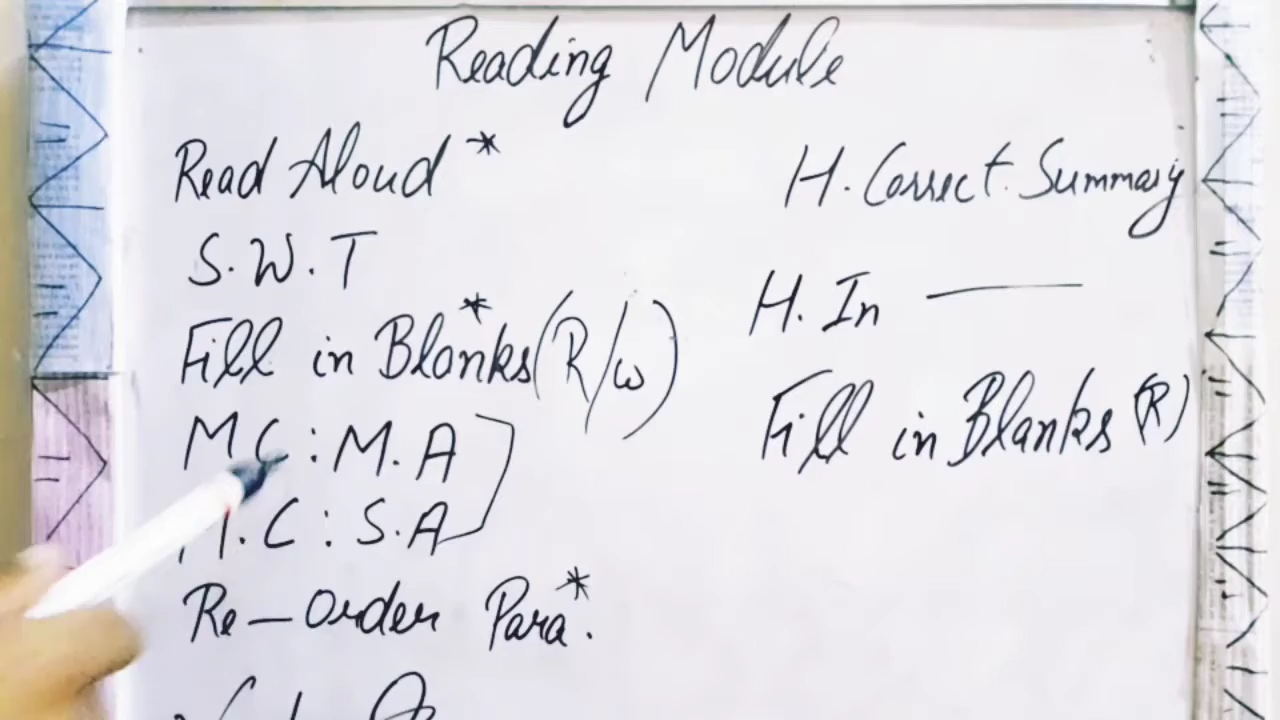 Reading Module
Read Aloud *
S.W.T
Fill in Blanks* (R/W)
MC : M.A
M.C : S.A
Re-Order Para*.
H. Correct Summary
H. In —
Fill in Blanks (R)